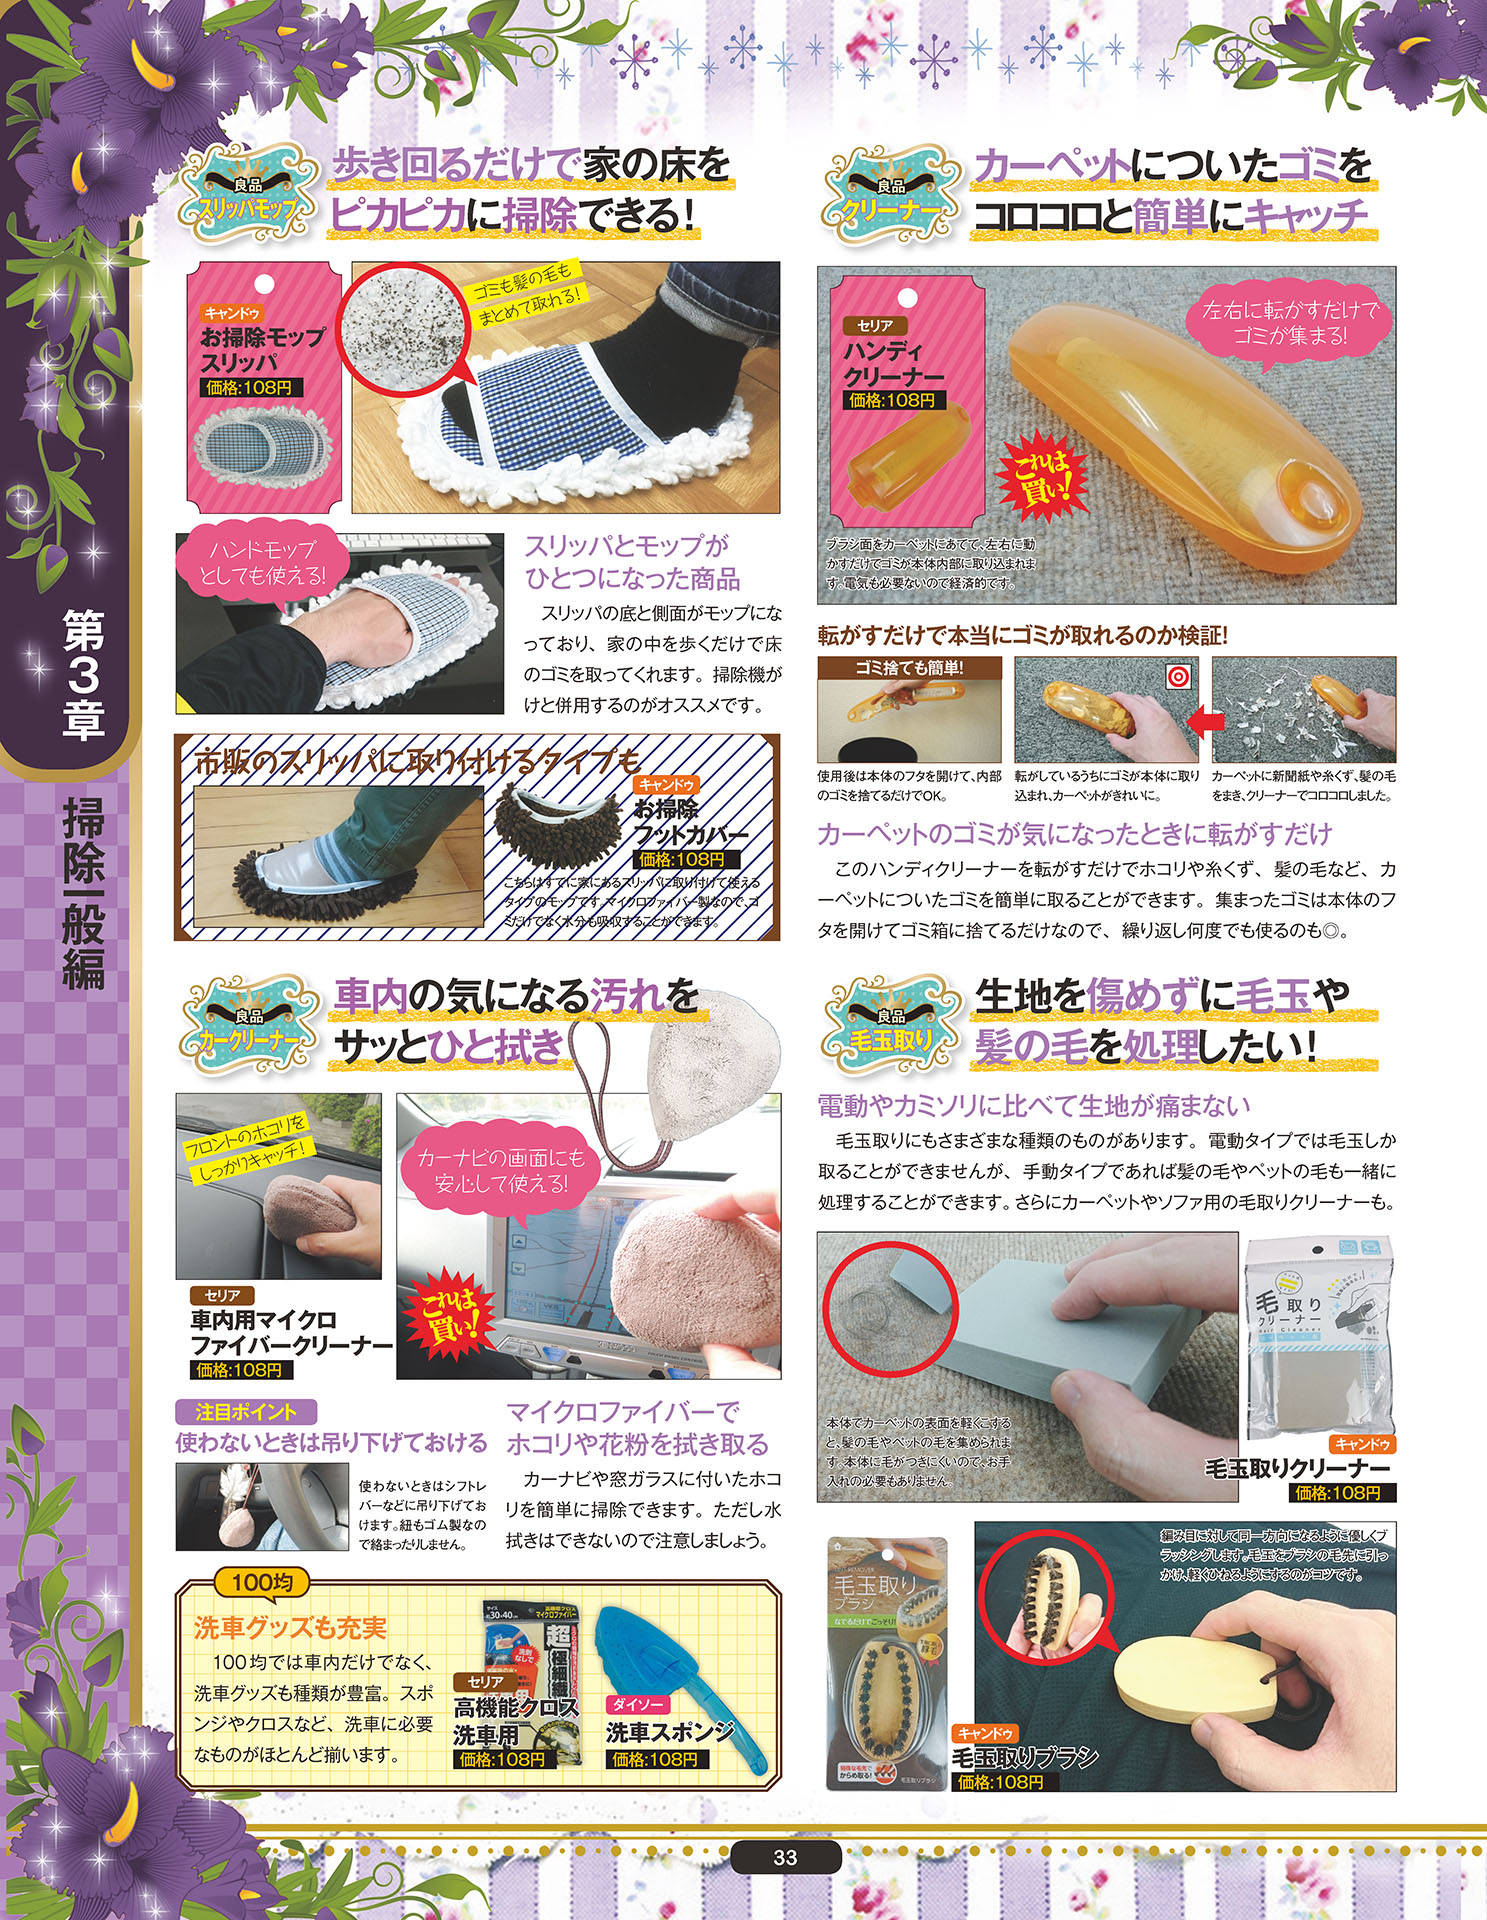 第3章
掃除一般編
良品
スリッパモップ
歩き回るだけで家の床を
ピカピカに掃除できる!
キャンドゥ
お掃除モップ
スリッパ
価格:108円
ゴミも髪の毛も
まとめて取れる!
ハンドモップ
としても使える!
スリッパとモップが
ひとつになった商品
スリッパの底と側面がモップにな
っており、家の中を歩くだけで床
のゴミを取ってくれます。掃除機が
けと併用するのがオススメです。
市販のスリッパに取り付けるタイプも
キャンドゥ
お掃除
フットカバー
価格:108円
こちらはすでに家にあるスリッパに取り付けて使える
タイプのモップです。マイクロファイバー製なので、ゴ
ミだけでなく水分も吸収することができます。
良品
クリーナー
カーペットについたゴミを
コロコロと簡単にキャッチ
セリア
ハンディ
クリーナー
価格:108円
左右に転がすだけで
ゴミが集まる!
これは
買い!
ブラシ面をカーペットにあてて、左右に動
かすだけでゴミが本体内部に取り込まれま
す。電気も必要ないので経済的です。
転がすだけで本当にゴミが取れるのか検証!
ゴミ捨ても簡単!
使用後は本体のフタを開けて、内部
のゴミを捨てるだけでOK。
転がしているうちにゴミが本体に取り
込まれ、カーペットがきれいに。
カーペットに新聞紙や糸くず、髪の毛
をまき、クリーナーでコロコロしました。
カーペットのゴミが気になったときに転がすだけ
このハンディクリーナーを転がすだけでホコリや糸くず、髪の毛など、カ
ーペットについたゴミを簡単に取ることができます。集まったゴミは本体のフ
タを開けてゴミ箱に捨てるだけなので、繰り返し何度でも使るのも◎。
良品
カークリーナー
車内の気になる汚れを
サッとひと拭き
フロントのホコリを
しっかりキャッチ!
カーナビの画面にも
安心して使える!
セリア
車内用マイクロ
ファイバークリーナー
価格:108円
これは
買い!
注目ポイント
使わないときは吊り下げておける
使わないときはシフトレ
バーなどに吊り下げてお
けます。紐もゴム製なの
で絡まったりしません。
マイクロファイバーで
ホコリや花粉を拭き取る
カーナビや窓ガラスに付いたホコ
リを簡単に掃除できます。ただし水
拭きはできないので注意しましょう。
100均
洗車グッズも充実
100均では車内だけでなく、
洗車グッズも種類が豊富。スポ
ンジやクロスなど、洗車に必要
なものがほとんど揃います。
サイズ
約30×40cm
高機能クロス
マイクロファイバー
超極細繊
洗剤
なしで
セリア
高機能クロス
洗車用
価格:108円
ダイソー
洗車スポンジ
価格:108円
良品
毛玉取り
生地を傷めずに毛玉や
髪の毛を処理したい!
電動やカミソリに比べて生地が痛まない
毛玉取りにもさまざまな種類のものがあります。電動タイプでは毛玉しか
取ることができませんが、手動タイプであれば髪の毛やペットの毛も一緒に
処理することができます。さらにカーペットやソファ用の毛取りクリーナーも。
毛取り
クリーナー
Hair Cleaner
本体でカーペットの表面を軽くこする
と、髪の毛やペットの毛を集められま
す。本体に毛がつきにくいので、お手
入れの必要もありません。
キャンドゥ
毛玉取りクリーナー
価格:108円
毛玉取り
ブラシ
なでるだけでごっそり!
特殊な毛先で
からめ取る!
毛玉取りブラシ
編み目に対して同一方向になるように優しくブ
ラッシングします。毛玉をブラシの毛先に引っ
かけ、軽くひねるようにするのがコツです。
キャンドゥ
毛玉取りブラシ
価格:108円
33